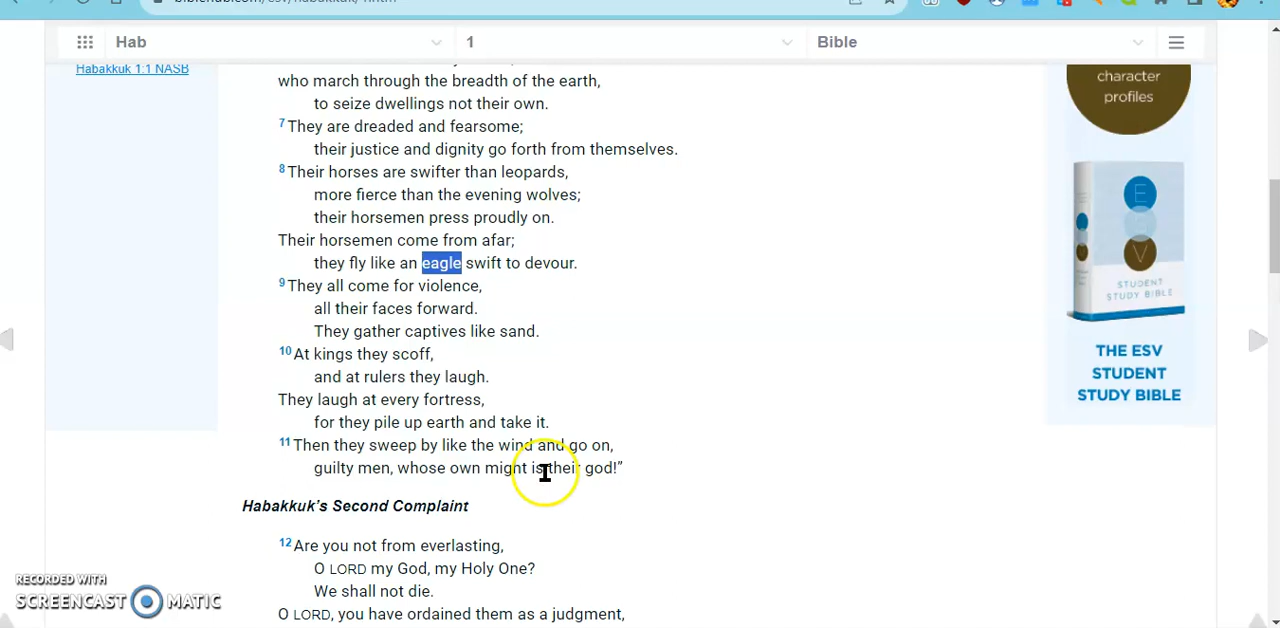 Hab
1
Bible
Habakkuk 1:1 NASB
who march through the breadth of the earth,
to seize dwellings not their own.
7 They are dreaded and fearsome;
their justice and dignity go forth from themselves.
8 Their horses are swifter than leopards,
more fierce than the evening wolves;
their horsemen press proudly on.
Their horsemen come from afar;
they fly like an eagle swift to devour.
9 They all come for violence,
all their faces forward.
They gather captives like sand.
10 At kings they scoff,
and at rulers they laugh.
They laugh at every fortress,
for they pile up earth and take it.
11 Then they sweep by like the wind and go on,
guilty men, whose own might is their god!”
Habakkuk’s Second Complaint
12 Are you not from everlasting,
O LORD my God, my Holy One?
We shall not die.
O LORD, you have ordained them as a judgment,
character
profiles
E
S
V
STUDENT
STUDY BIBLE
THE ESV
STUDENT
STUDY BIBLE
RECORDED WITH
SCREENCAST MATIC